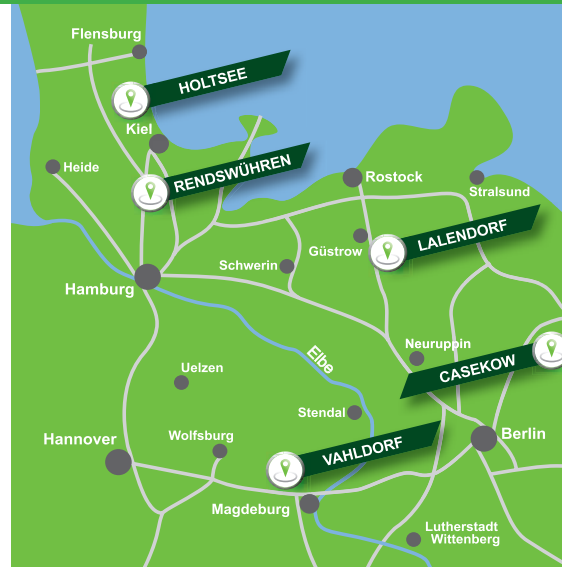 Flensburg
HOLTSEE
Kiel
Heide
RENDSWÜHREN
Rostock
Stralsund
LALENDORF
Güstrow
Schwerin
Hamburg
Elbe
Neuruppin
CASEKOW
Uelzen
Stendal
Wolfsburg
Hannover
VAHLDORF
Berlin
Magdeburg
Lutherstadt
Wittenberg